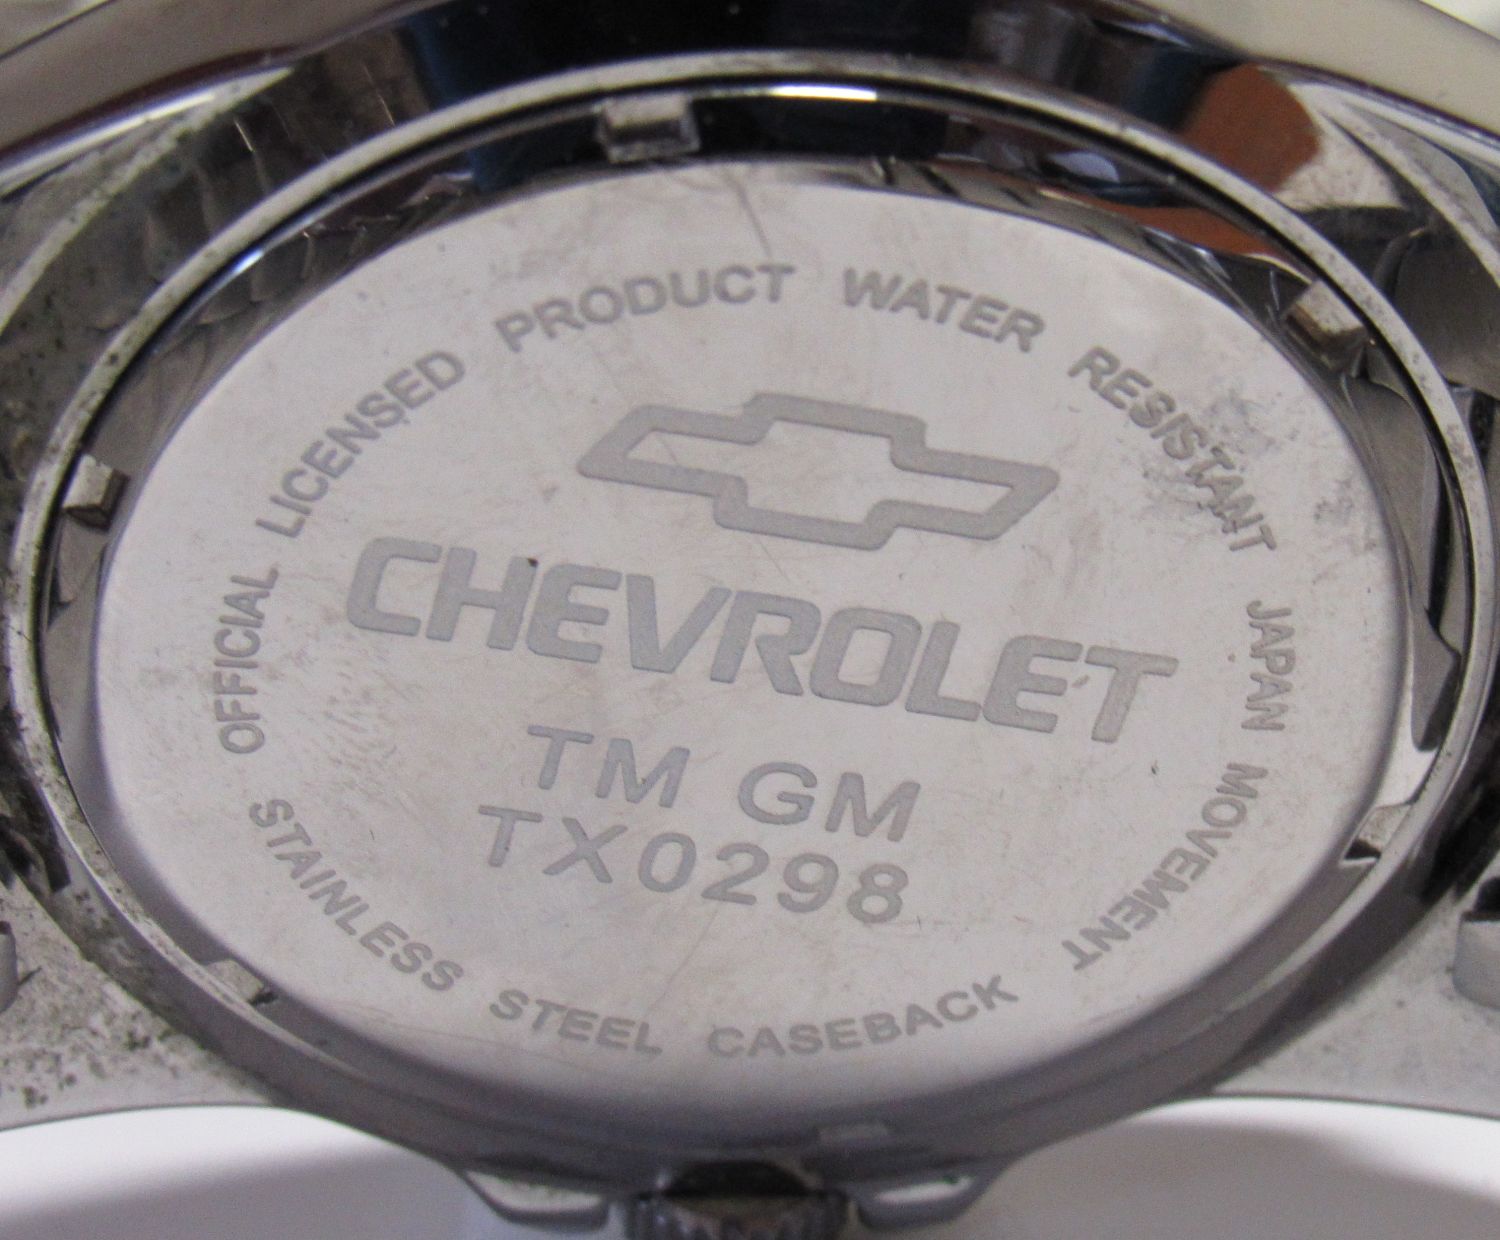 OFFICIAL LICENSED PRODUCT WATER RESISTANT JAPAN MOVEMENT
CHEVROLET
TM GM
TX0298
STAINLESS STEEL CASEBACK